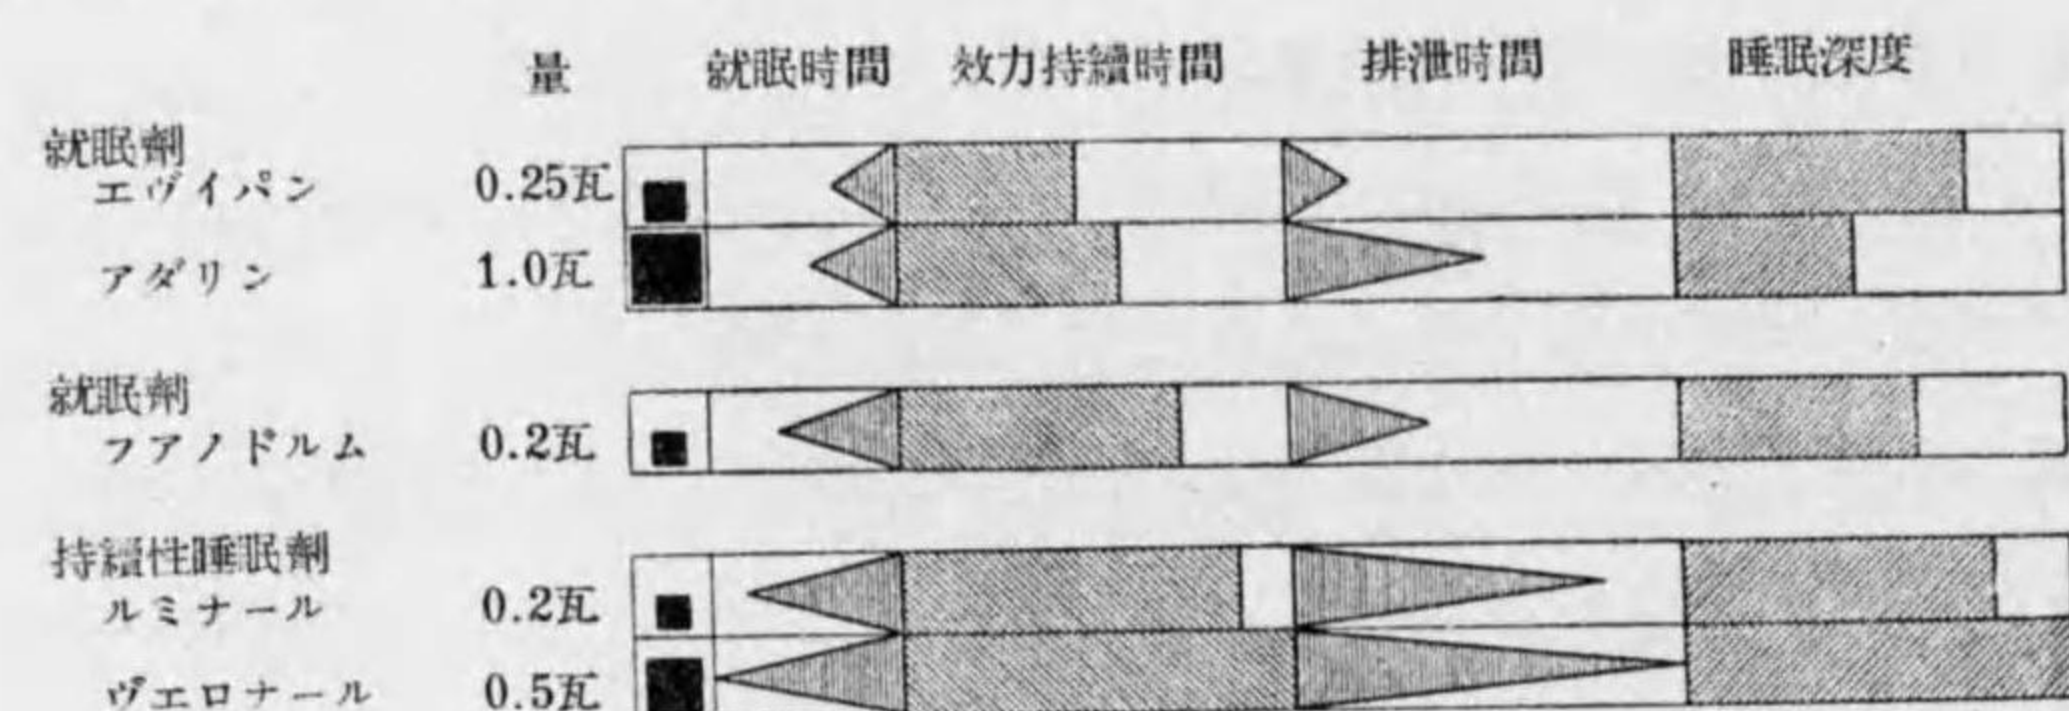 量 就眠時間 效力持續時間 排泄時間 睡眠深度
就眠劑
エヴイパン 0.25瓦
アダリン 1.0瓦
就眠劑
フアノドルム 0.2瓦
持續性睡眠劑
ルミナール 0.2瓦
ヴエロナール 0.5瓦